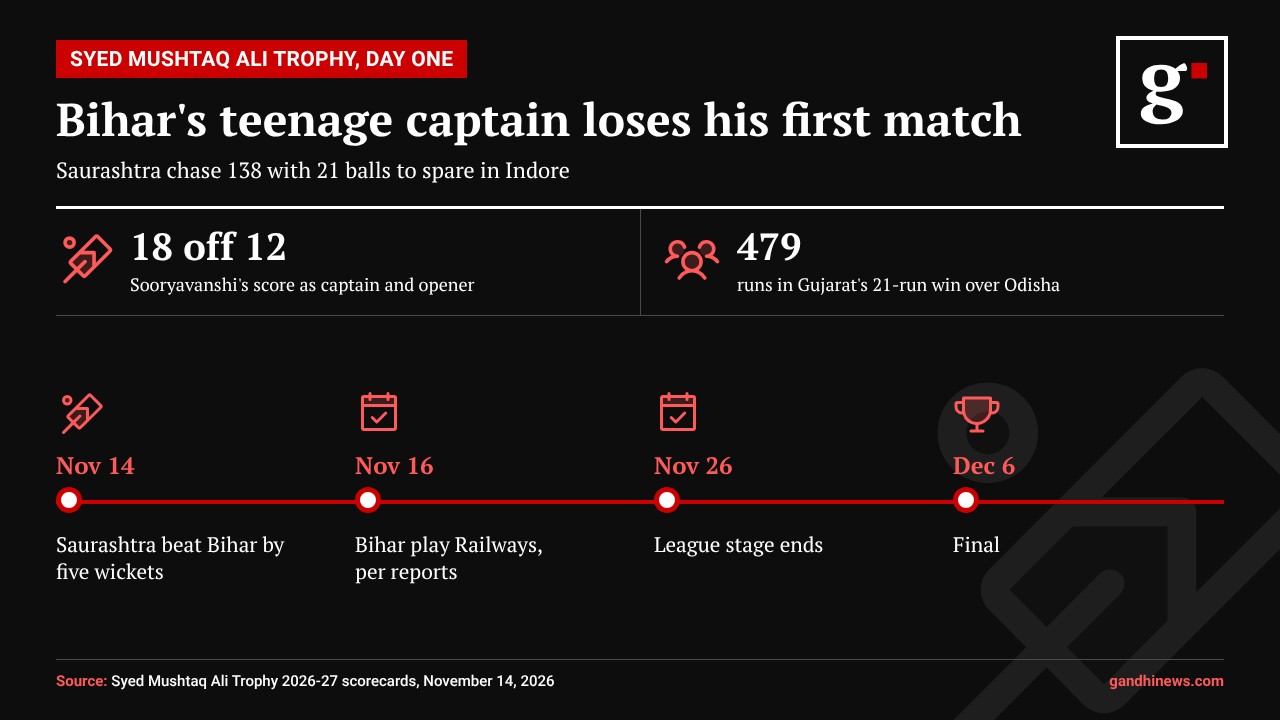 SYED MUSHTAQ ALI TROPHY, DAY ONE
g
Bihar's teenage captain loses his first match
Saurashtra chase 138 with 21 balls to spare in Indore
18 off 12
Sooryavanshi's score as captain and opener
479
runs in Gujarat's 21-run win over Odisha
Nov 14
Nov 16
Nov 26
Dec 6
Saurashtra beat Bihar by
five wickets
Bihar play Railways,
per reports
League stage ends
Final
Source: Syed Mushtaq Ali Trophy 2026-27 scorecards, November 14, 2026
gandhinews.com